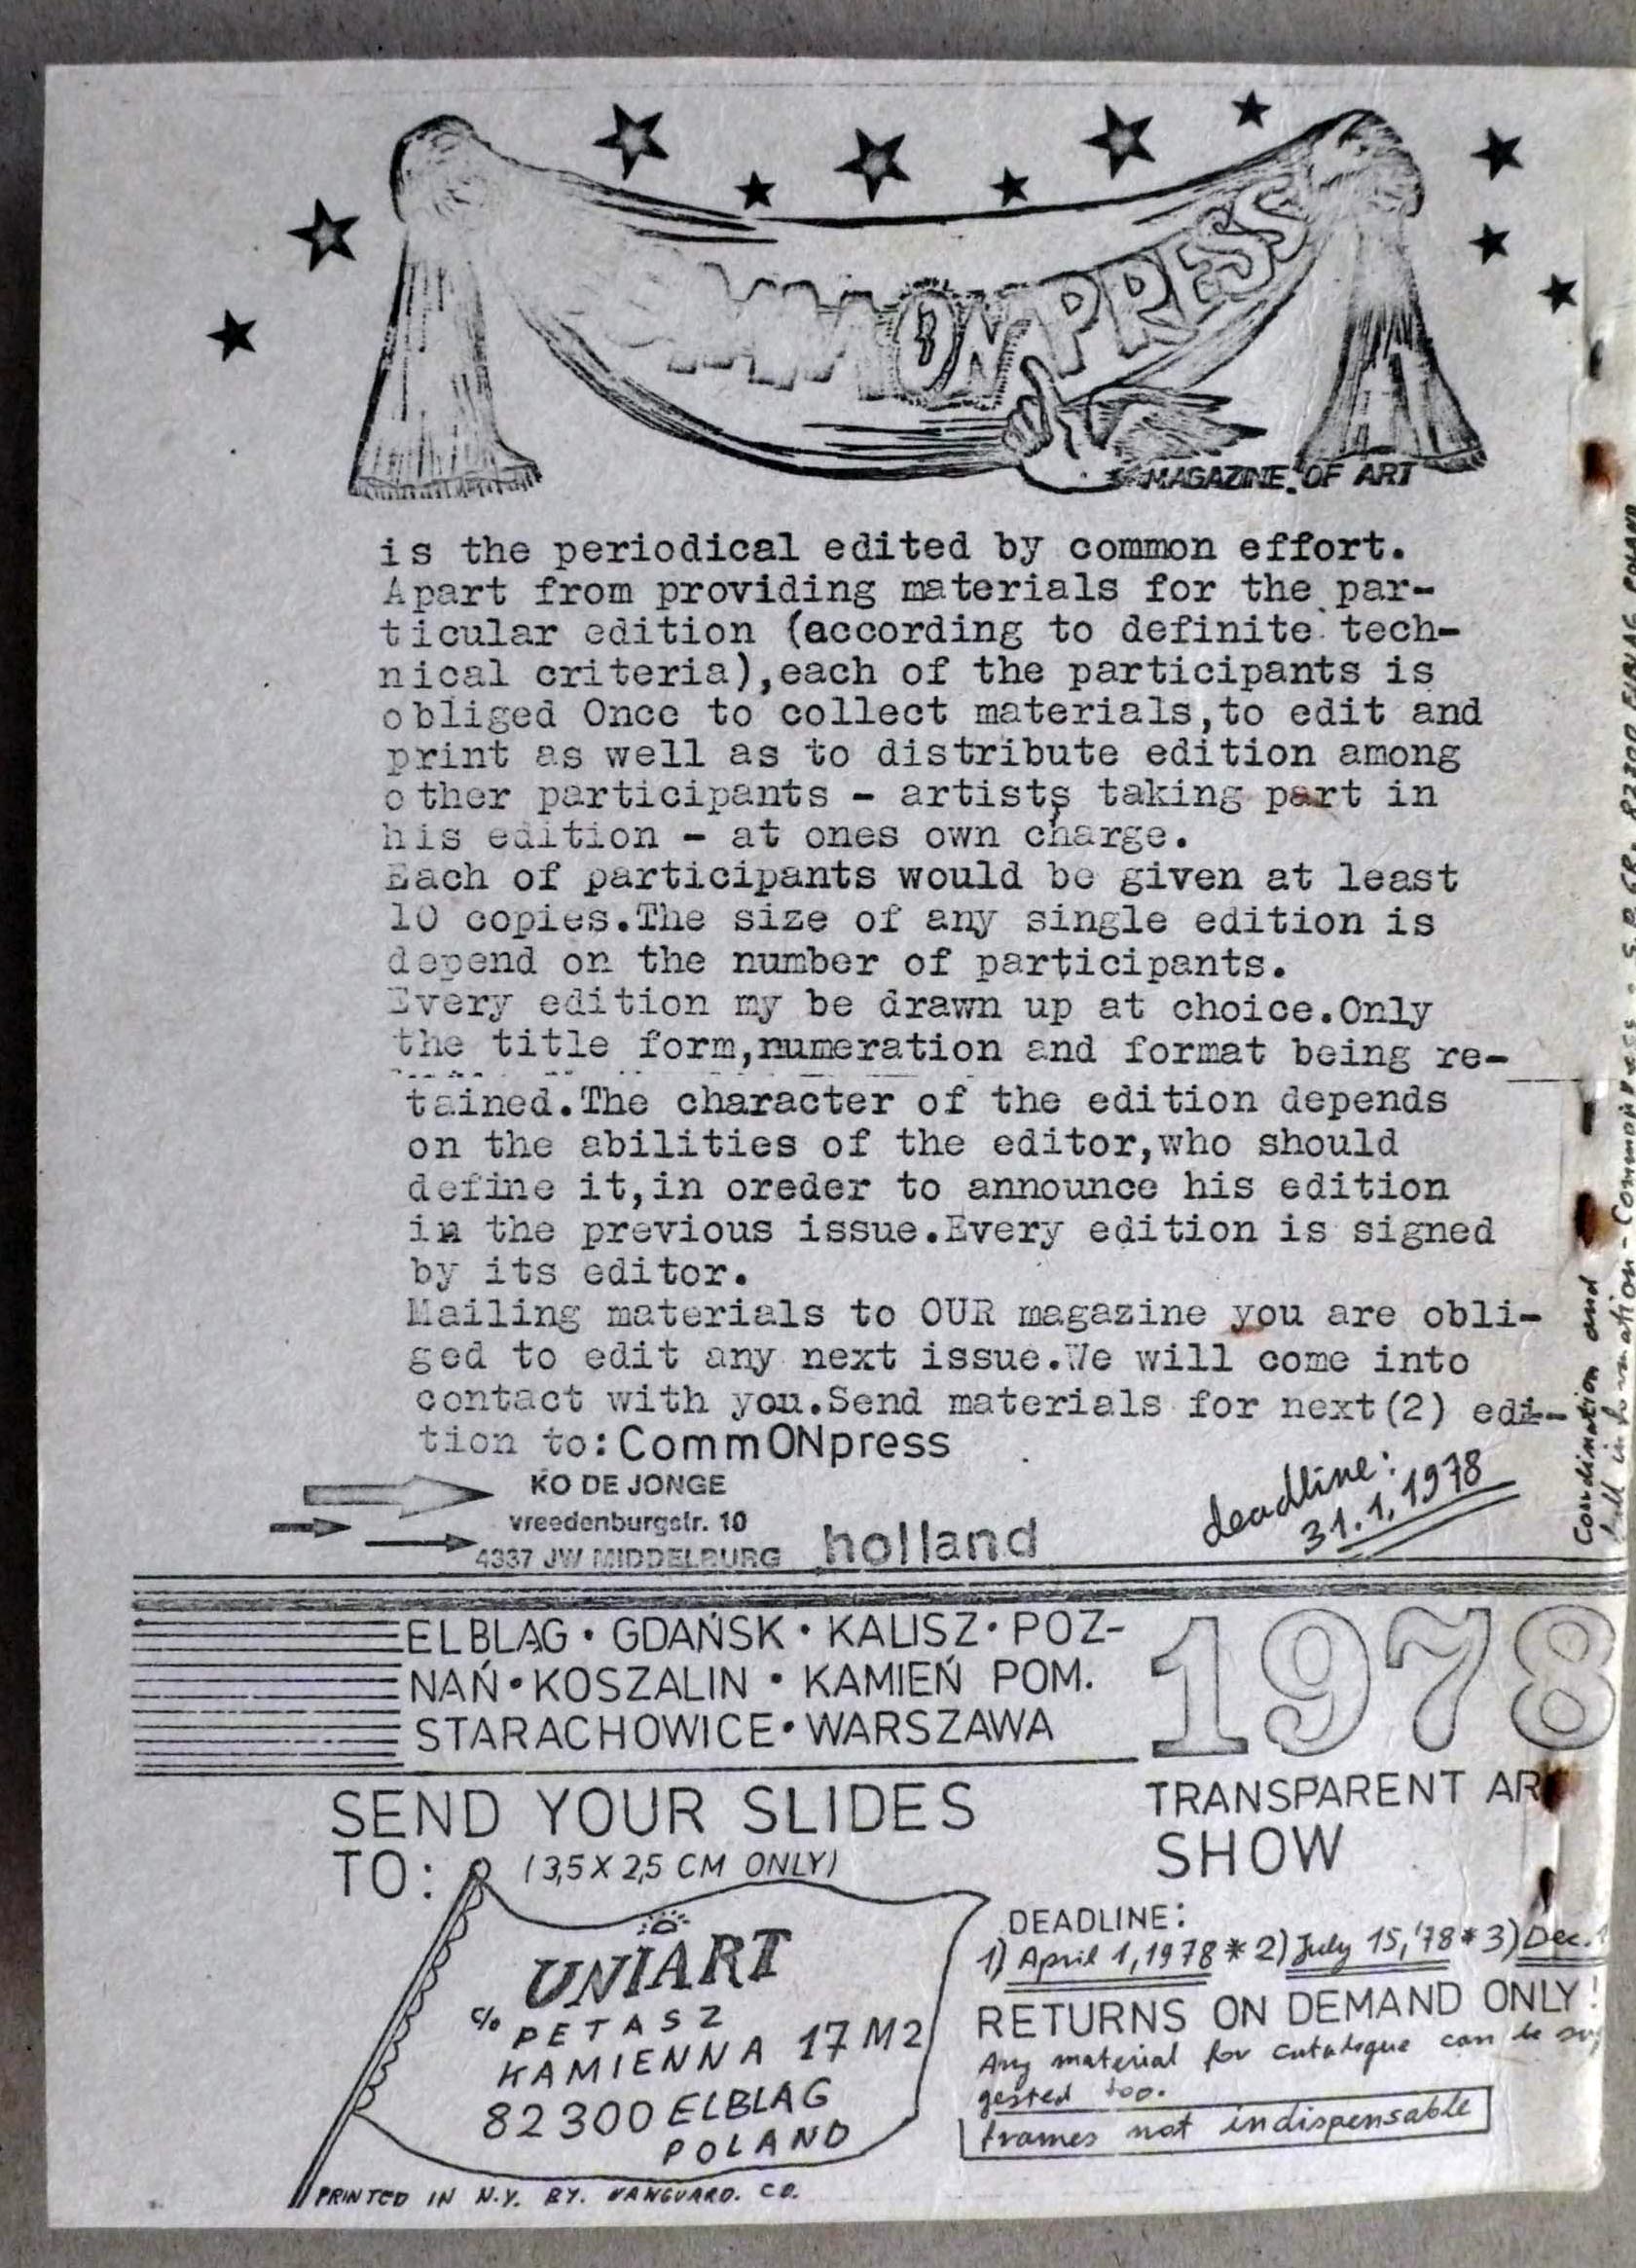 COMMONPRESS
MAGAZINE OF ART
is the periodical edited by common effort.
Apart from providing materials for the par-
ticular edition (according to definite tech-
nical criteria),each of the participants is
obliged Once to collect materials,to edit and
print as well as to distribute edition among
other participants - artists taking part in
his edition - at ones own charge.
Each of participants would be given at least
10 copies.The size of any single edition is
depend on the number of participants.
Every edition my be drawn up at choice.Only
the title form,numeration and format being re-
tained.The character of the edition depends
on the abilities of the editor,who should
define it,in oreder to announce his edition
in the previous issue.Every edition is signed
by its editor.
Mailing materials to OUR magazine you are obli-
ged to edit any next issue.We will come into
contact with you.Send materials for next(2) edi-
tion to:CommONpress
KO DE JONGE
vreedenburgstr. 10
4337 JW MIDDELBURG holland
deadline:
31.1.1978
Coordination and
full information - Commonpress 82300 ELBLAG POLAND
ELBLĄG • GDAŃSK • KALISZ • POZ-
NAŃ • KOSZALIN • KAMIEŃ POM.
STARACHOWICE • WARSZAWA
1978
SEND YOUR SLIDES
TO: (3,5 X 2,5 CM ONLY)
TRANSPARENT AR
SHOW
UNIART
c/o PETASZ
KAMIENNA 17 M2
82300 ELBLAG
POLAND
DEADLINE:
1) April 1, 1978 * 2) July 15, '78 * 3) Dec. 1
RETURNS ON DEMAND ONLY!
Any material for catalogue can be sug
gested too.
frames not indispensable
PRINTED IN N.Y. BY. VANGUARD. CO.